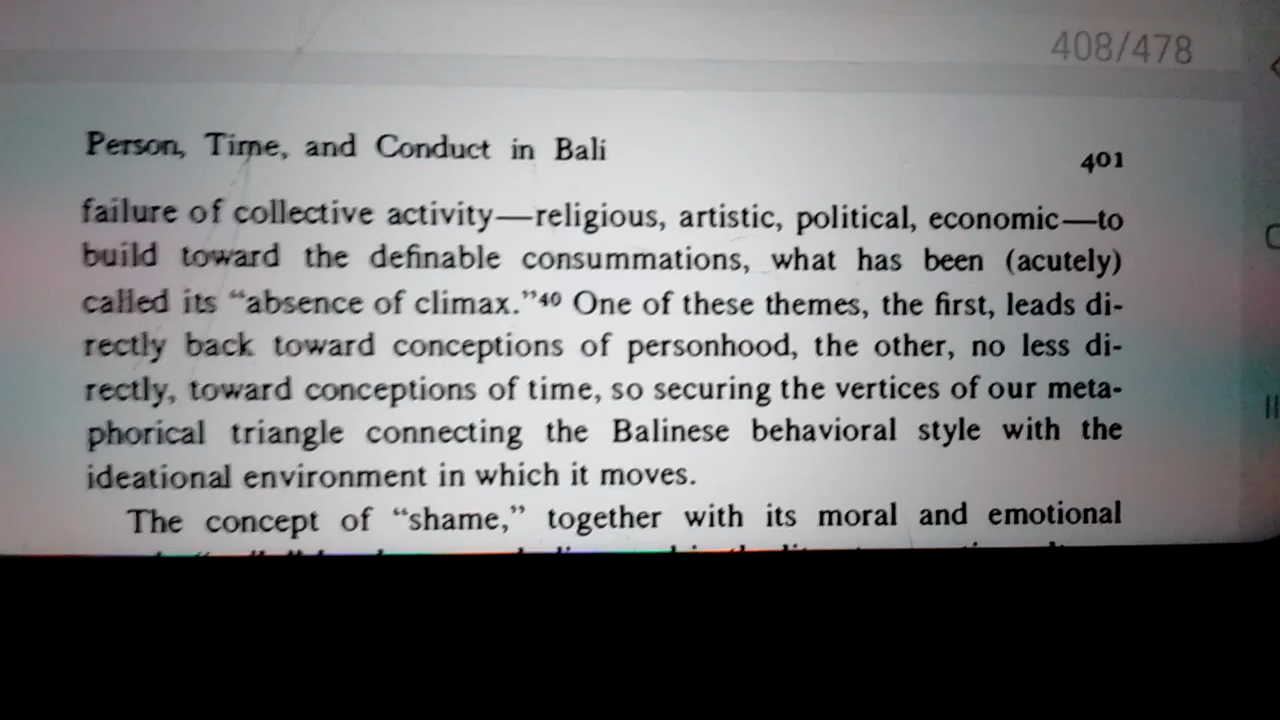 408/478
Person, Time, and Conduct in Bali
401
failure of collective activity—religious, artistic, political, economic—to
build toward the definable consummations, what has been (acutely)
called its “absence of climax.”⁴⁰ One of these themes, the first, leads di-
rectly back toward conceptions of personhood, the other, no less di-
rectly, toward conceptions of time, so securing the vertices of our meta-
phorical triangle connecting the Balinese behavioral style with the
ideational environment in which it moves.
The concept of “shame,” together with its moral and emotional